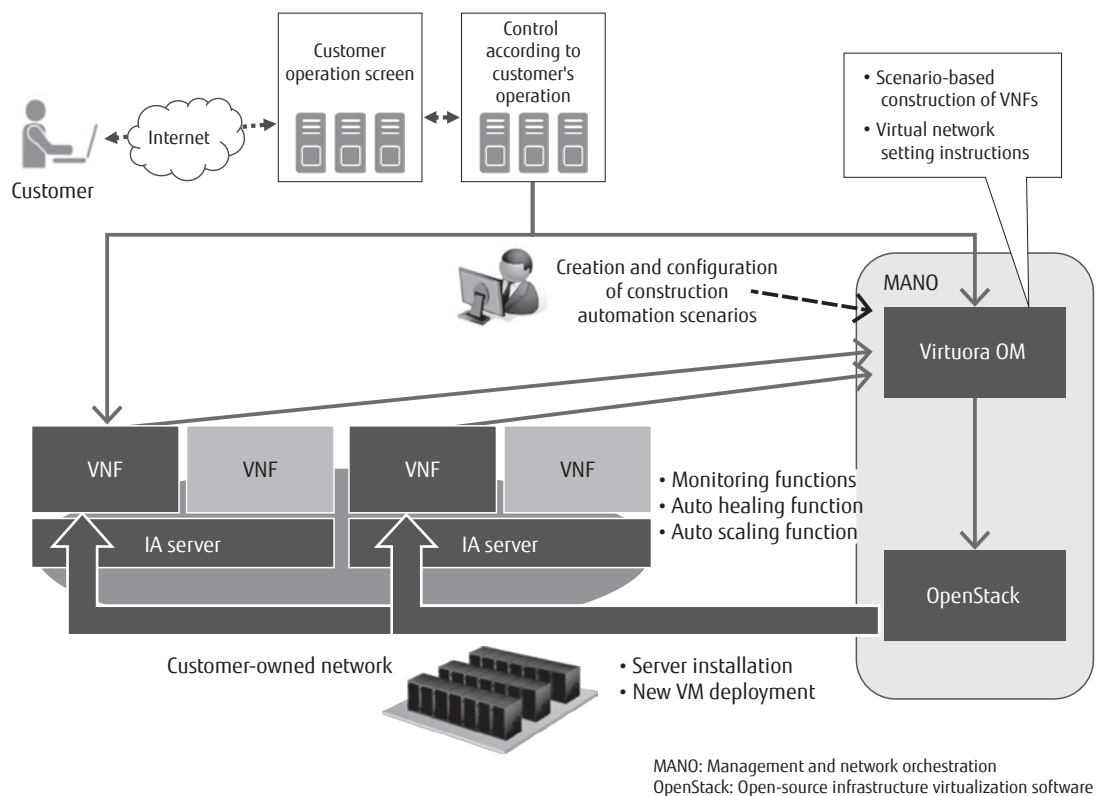 Customer
operation screen
Control
according to
customer's
operation
• Scenario-based
construction of VNFs
• Virtual network
setting instructions
Internet
Customer
Creation and configuration
of construction
automation scenarios
MANO
Virtuora OM
VNF
VNF
VNF
VNF
• Monitoring functions
• Auto healing function
• Auto scaling function
IA server
IA server
OpenStack
Customer-owned network
• Server installation
• New VM deployment
MANO: Management and network orchestration
OpenStack: Open-source infrastructure virtualization software